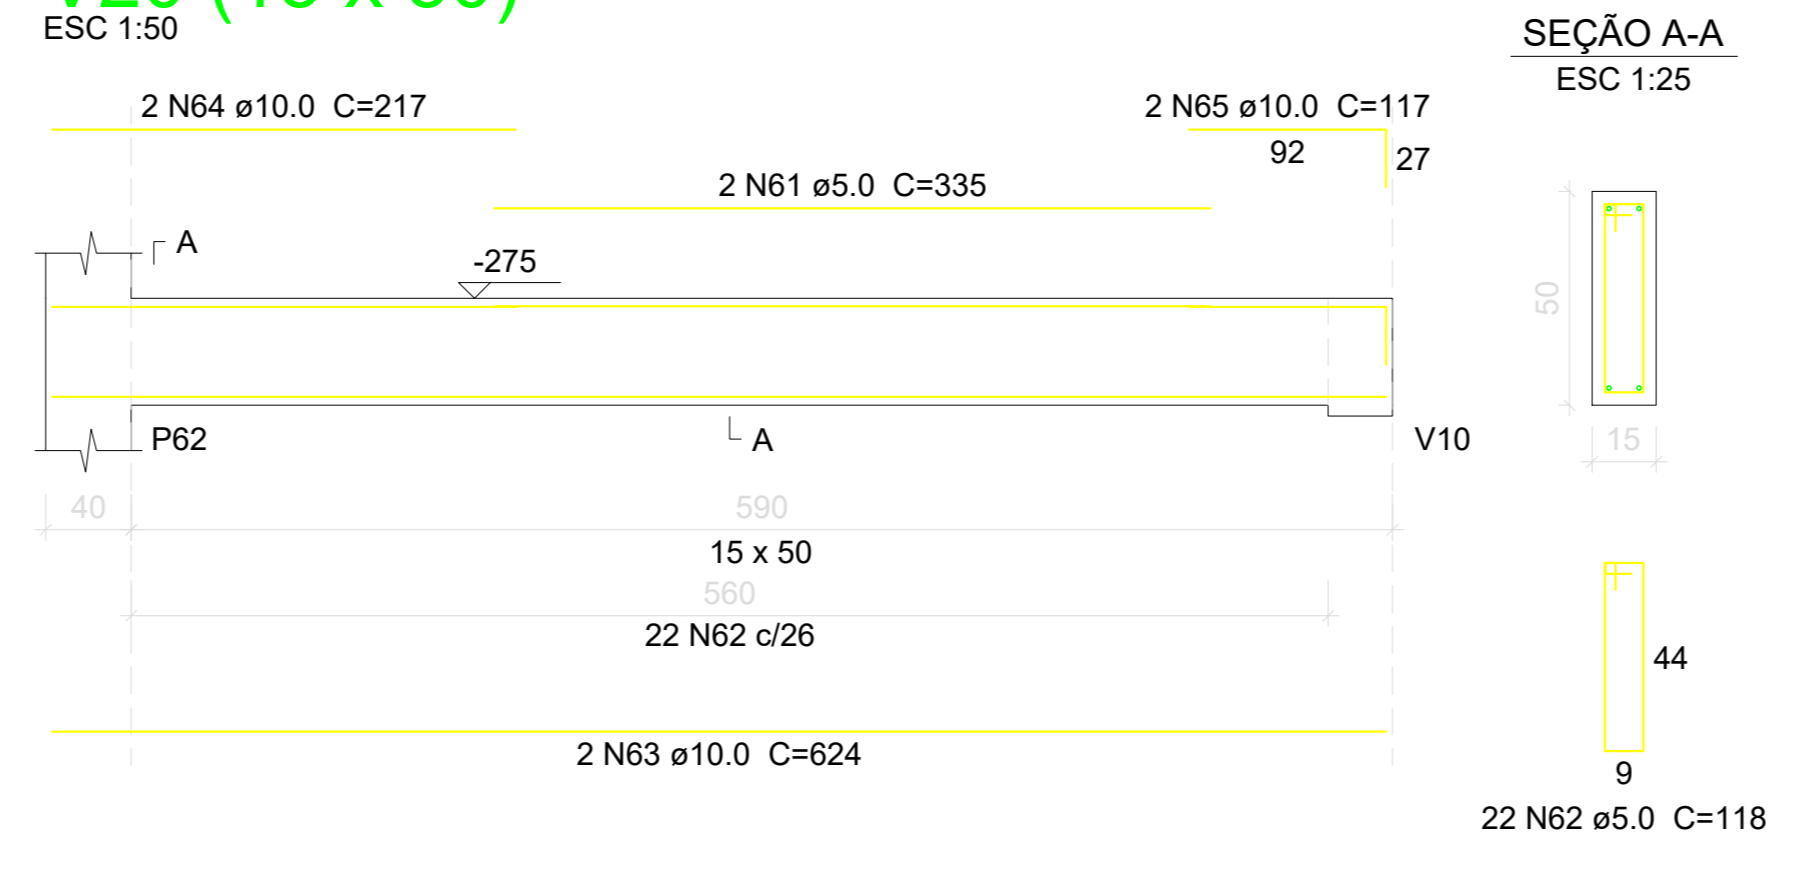 ESC 1:50
SEÇÃO A-A
ESC 1:25
2 N64 ø10.0 C=217
2 N65 ø10.0 C=117
92
27
2 N61 ø5.0 C=335
A
-275
50
P62
A
V10
15
40
590
15 x 50
560
22 N62 c/26
44
2 N63 ø10.0 C=624
9
22 N62 ø5.0 C=118